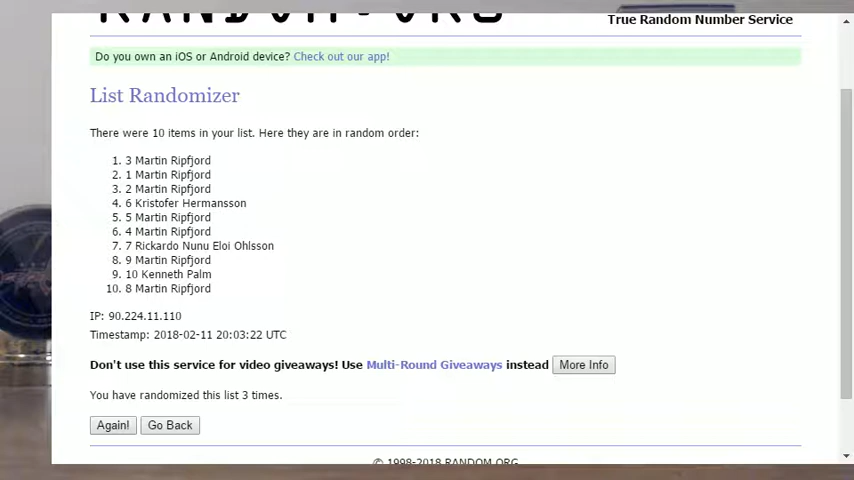 RANDOM.ORG
True Random Number Service
Do you own an iOS or Android device? Check out our app!
List Randomizer
There were 10 items in your list. Here they are in random order:
1. 3 Martin Ripfjord
2. 1 Martin Ripfjord
3. 2 Martin Ripfjord
4. 6 Kristofer Hermansson
5. 5 Martin Ripfjord
6. 4 Martin Ripfjord
7. 7 Rickardo Nunu Eloi Ohlsson
8. 9 Martin Ripfjord
9. 10 Kenneth Palm
10. 8 Martin Ripfjord
IP: 90.224.11.110
Timestamp: 2018-02-11 20:03:22 UTC
Don't use this service for video giveaways! Use Multi-Round Giveaways instead More Info
You have randomized this list 3 times.
Again! Go Back
© 1998-2018 RANDOM.ORG